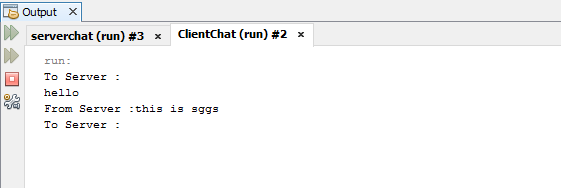 Output ×
serverchat (run) #3 × ClientChat (run) #2 ×
run:
To Server :
hello
From Server :this is sggs
To Server :